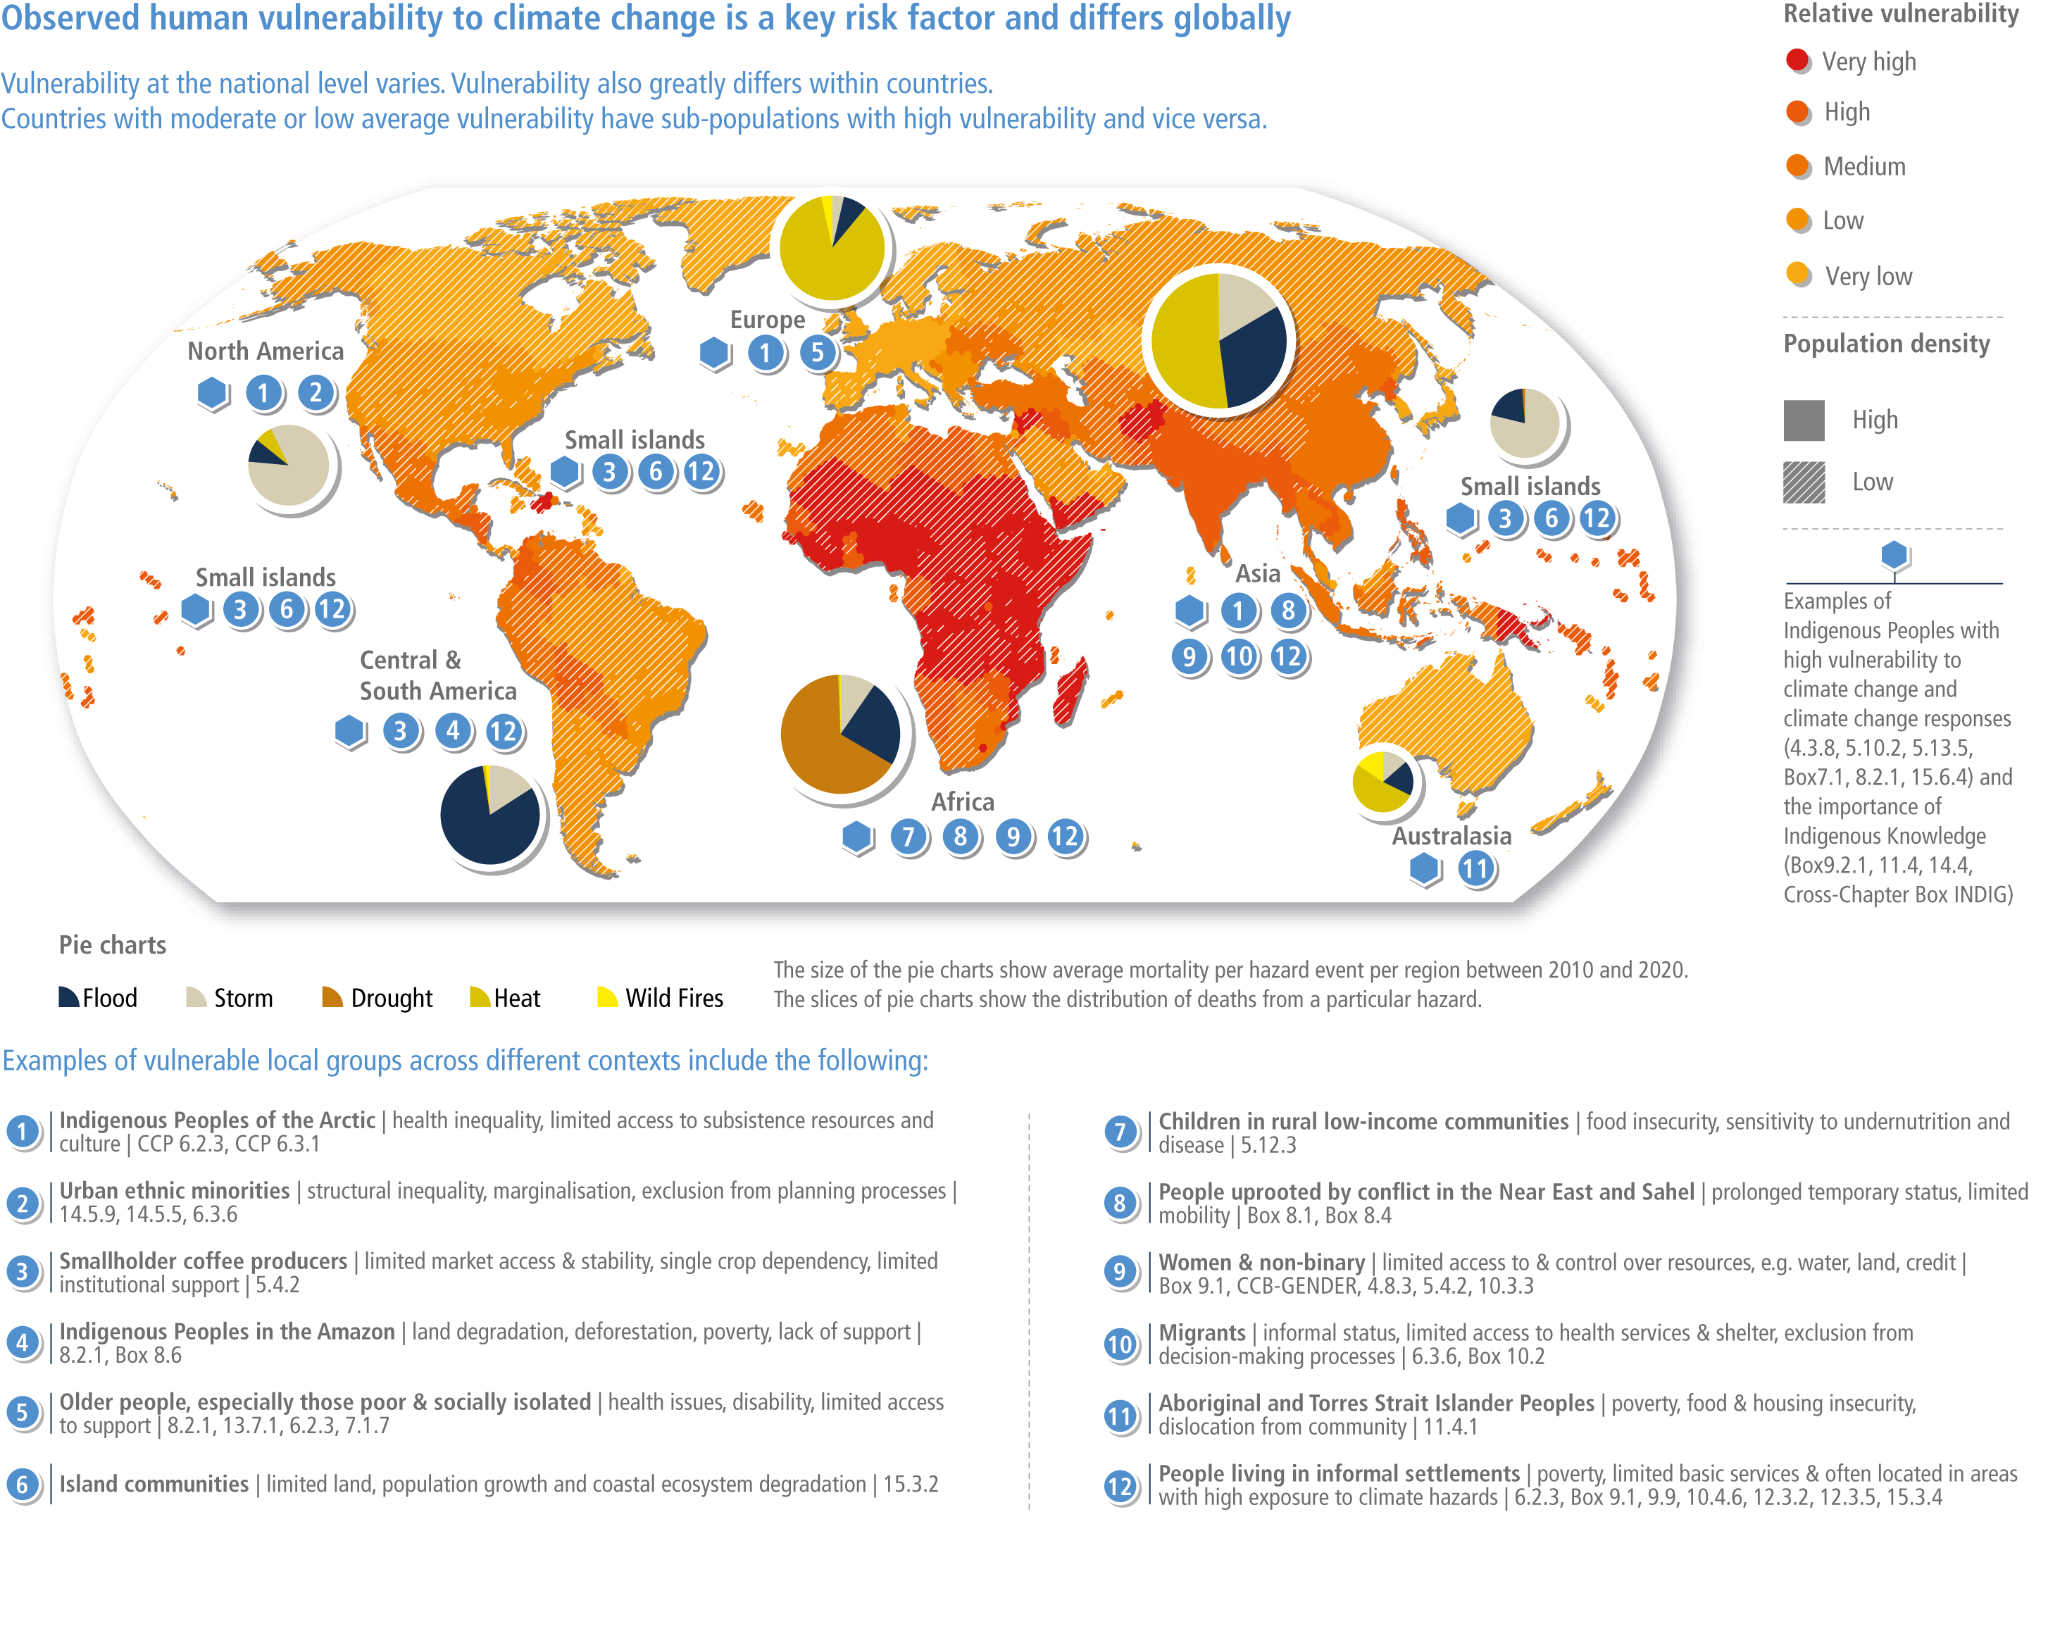 Observed human vulnerability to climate change is a key risk factor and differs globally
Vulnerability at the national level varies. Vulnerability also greatly differs within countries.
Countries with moderate or low average vulnerability have sub-populations with high vulnerability and vice versa.
Relative vulnerability
Very high
High
Medium
Low
Very low
Population density
High
Low
Examples of
Indigenous Peoples with
high vulnerability to
climate change and
climate change responses
(4.3.8, 5.10.2, 5.13.5,
Box7.1, 8.2.1, 15.6.4) and
the importance of
Indigenous Knowledge
(Box9.2.1, 11.4, 14.4,
Cross-Chapter Box INDIG)
North America
1 2
Europe
1 5
Small islands
3 6 12
Small islands
3 6 12
Small islands
3 6 12
Asia
1 8
9 10 12
Central &
South America
3 4 12
Africa
7 8 9 12
Australasia
11
Pie charts
Flood
Storm
Drought
Heat
Wild Fires
The size of the pie charts show average mortality per hazard event per region between 2010 and 2020.
The slices of pie charts show the distribution of deaths from a particular hazard.
Examples of vulnerable local groups across different contexts include the following:
1 Indigenous Peoples of the Arctic | health inequality, limited access to subsistence resources and
culture | CCP 6.2.3, CCP 6.3.1
2 Urban ethnic minorities | structural inequality, marginalisation, exclusion from planning processes |
14.5.9, 14.5.5, 6.3.6
3 Smallholder coffee producers | limited market access & stability, single crop dependency, limited
institutional support | 5.4.2
4 Indigenous Peoples in the Amazon | land degradation, deforestation, poverty, lack of support |
8.2.1, Box 8.6
5 Older people, especially those poor & socially isolated | health issues, disability, limited access
to support | 8.2.1, 13.7.1, 6.2.3, 7.1.7
6 Island communities | limited land, population growth and coastal ecosystem degradation | 15.3.2
7 Children in rural low-income communities | food insecurity, sensitivity to undernutrition and
disease | 5.12.3
8 People uprooted by conflict in the Near East and Sahel | prolonged temporary status, limited
mobility | Box 8.1, Box 8.4
9 Women & non-binary | limited access to & control over resources, e.g. water, land, credit |
Box 9.1, CCB-GENDER, 4.8.3, 5.4.2, 10.3.3
10 Migrants | informal status, limited access to health services & shelter, exclusion from
decision-making processes | 6.3.6, Box 10.2
11 Aboriginal and Torres Strait Islander Peoples | poverty, food & housing insecurity,
dislocation from community | 11.4.1
12 People living in informal settlements | poverty, limited basic services & often located in areas
with high exposure to climate hazards | 6.2.3, Box 9.1, 9.9, 10.4.6, 12.3.2, 12.3.5, 15.3.4